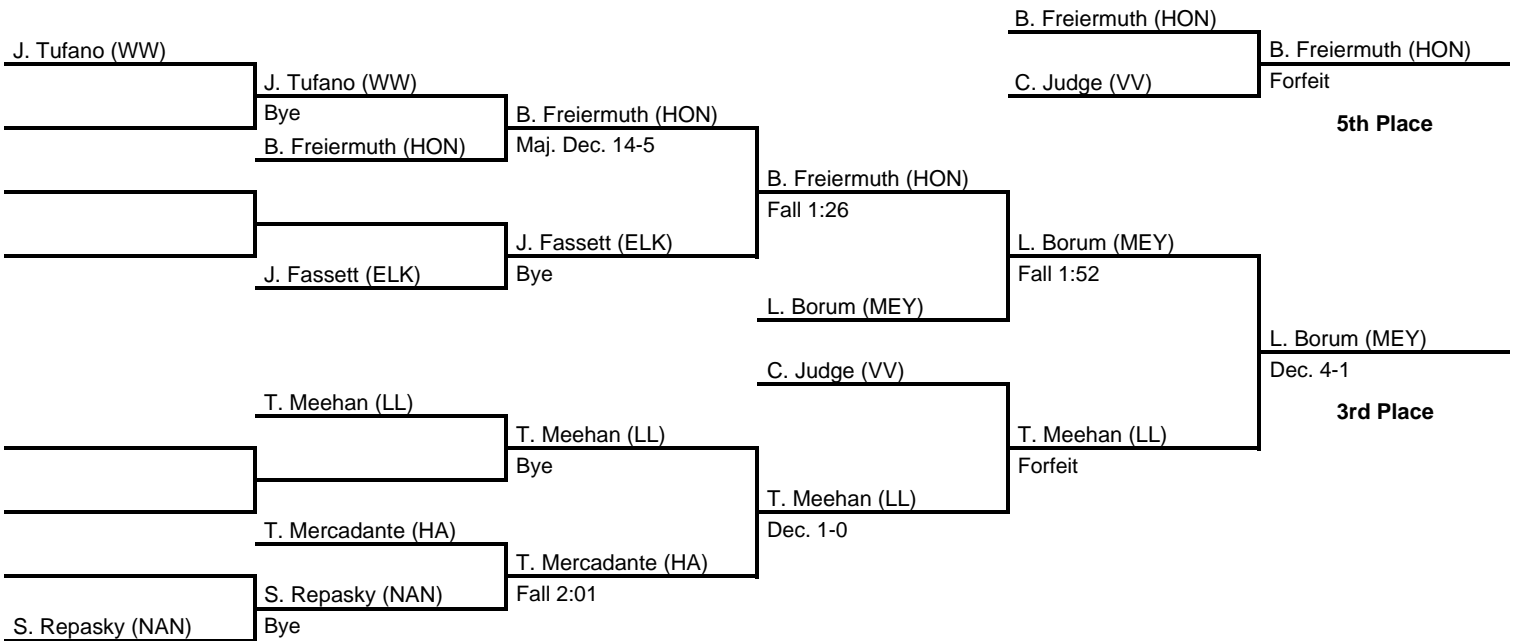 B. Freiermuth (HON)
J. Tufano (WW)
B. Freiermuth (HON)
J. Tufano (WW)
C. Judge (VV)
Forfeit
Bye
B. Freiermuth (HON)
5th Place
B. Freiermuth (HON)
Maj. Dec. 14-5
B. Freiermuth (HON)
Fall 1:26
J. Fassett (ELK)
L. Borum (MEY)
J. Fassett (ELK)
Bye
Fall 1:52
L. Borum (MEY)
L. Borum (MEY)
C. Judge (VV)
Dec. 4-1
T. Meehan (LL)
3rd Place
T. Meehan (LL)
T. Meehan (LL)
Bye
Forfeit
T. Meehan (LL)
T. Mercadante (HA)
Dec. 1-0
T. Mercadante (HA)
S. Repasky (NAN)
Fall 2:01
S. Repasky (NAN)
Bye